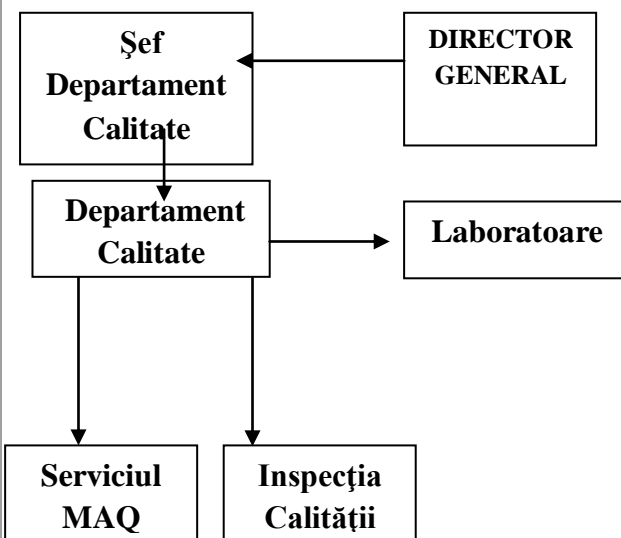 Şef
Departament
Calitate
DIRECTOR
GENERAL
Departament
Calitate
Laboratoare
Serviciul
MAQ
Inspecţia
Calităţii